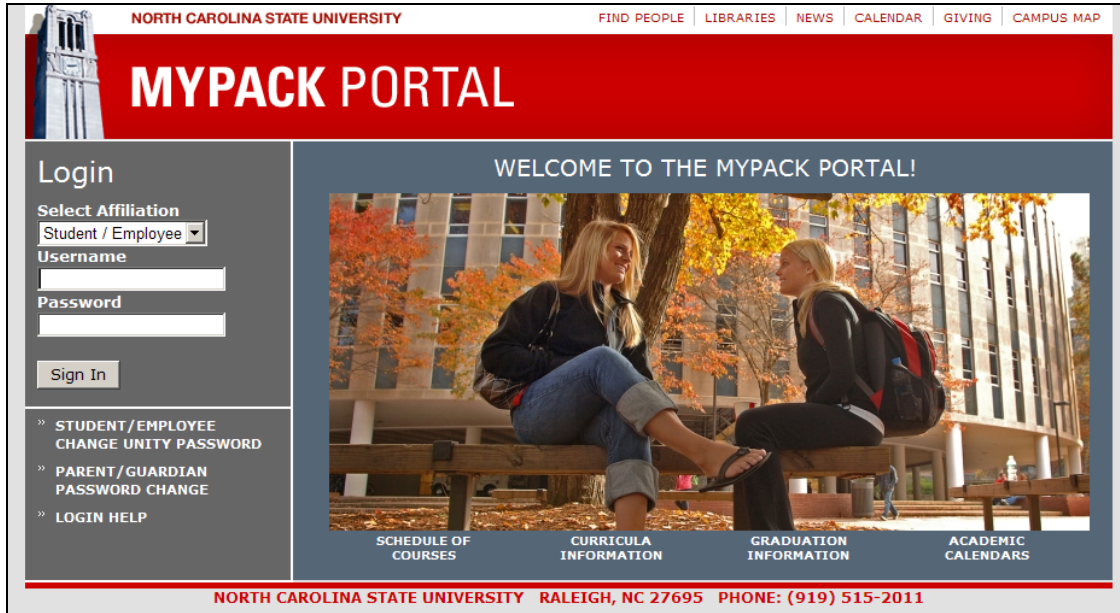 NORTH CAROLINA STATE UNIVERSITY
FIND PEOPLE LIBRARIES NEWS CALENDAR GIVING CAMPUS MAP
MYPACK PORTAL
Login
Select Affiliation
Student / Employee
Username
Password
Sign In
» STUDENT/EMPLOYEE
CHANGE UNITY PASSWORD
» PARENT/GUARDIAN
PASSWORD CHANGE
» LOGIN HELP
WELCOME TO THE MYPACK PORTAL!
SCHEDULE OF
COURSES
CURRICULA
INFORMATION
GRADUATION
INFORMATION
ACADEMIC
CALENDARS
NORTH CAROLINA STATE UNIVERSITY RALEIGH, NC 27695 PHONE: (919) 515-2011